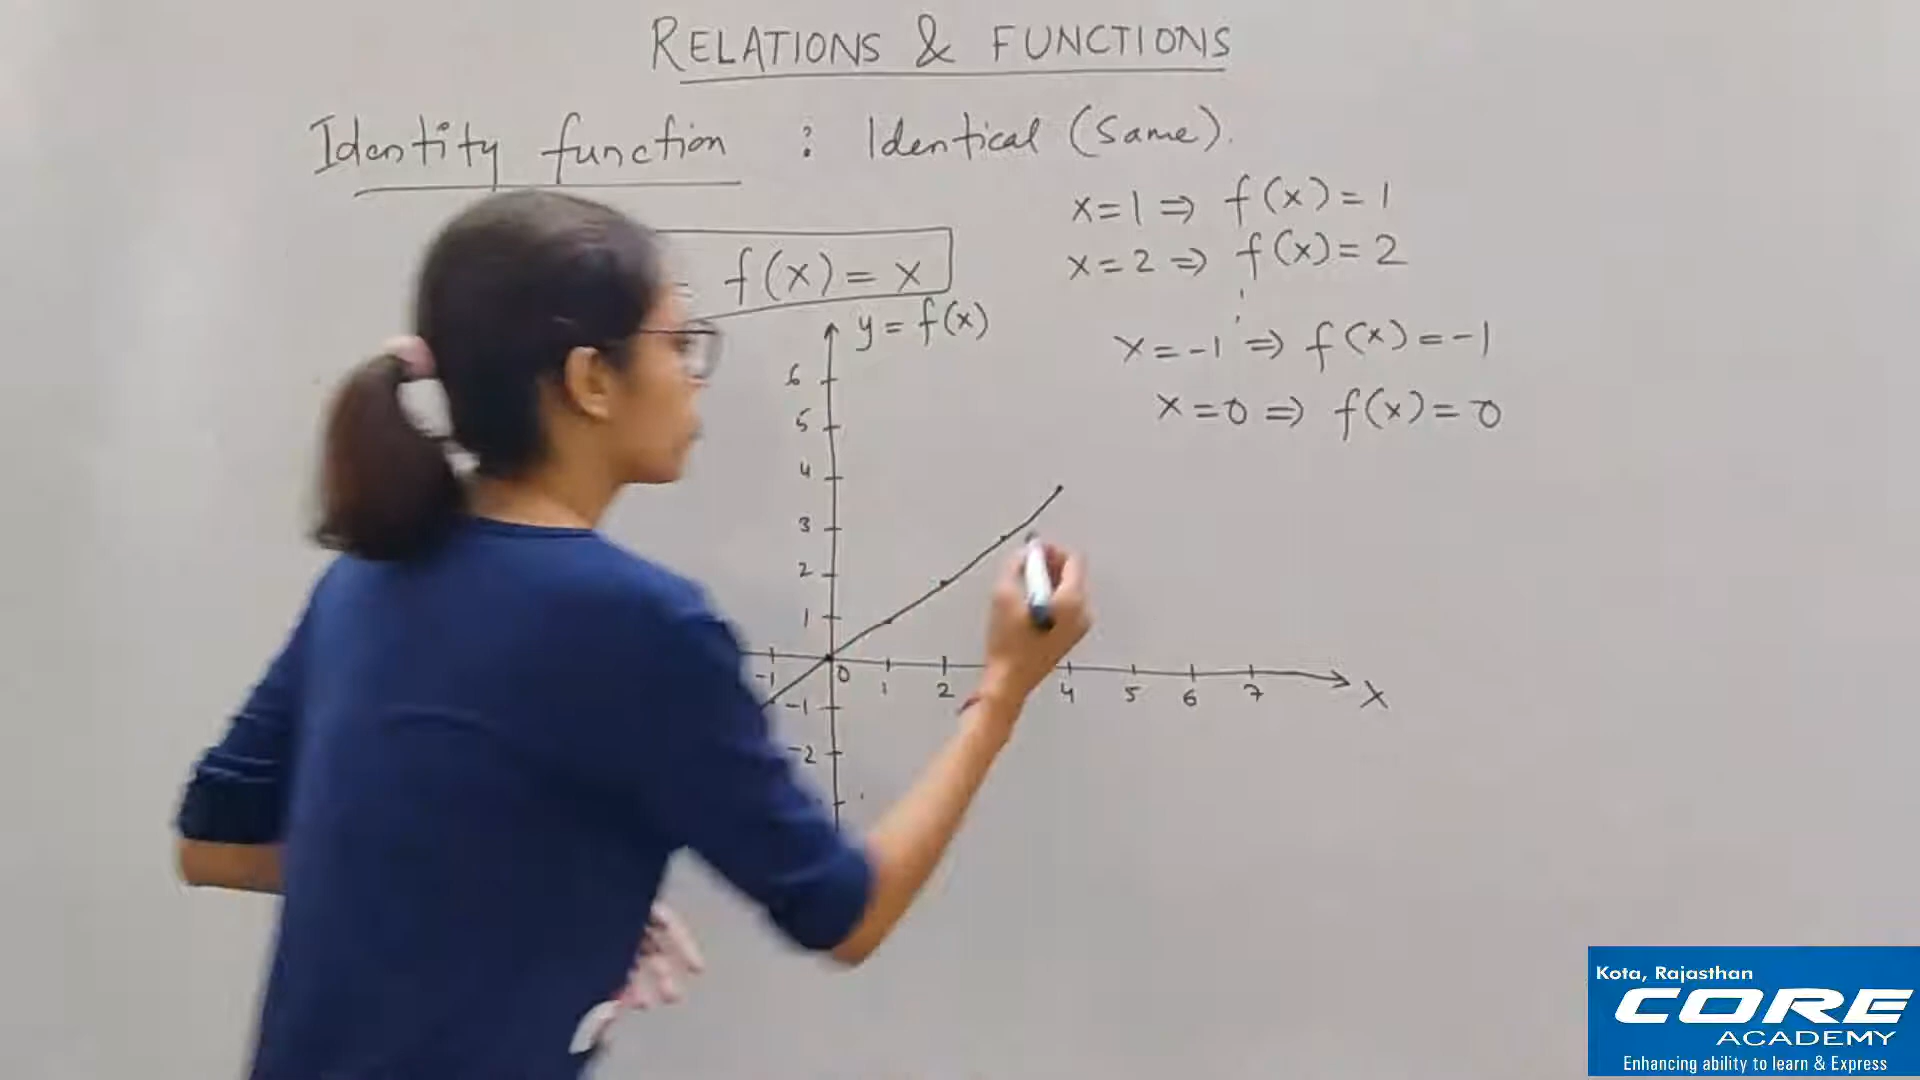 RELATIONS & FUNCTIONS
Identity function : Identical (Same).
x=1 ⇒ f(x) = 1
f(x) = x
x=2 ⇒ f(x) = 2
y = f(x)
x=-1 ⇒ f(x) = -1
x=0 ⇒ f(x) = 0
6
5
4
3
2
1
-1 0 1 2 4 5 6 7 X
-1
-2
Kota, Rajasthan
CORE
ACADEMY
Enhancing ability to learn & Express